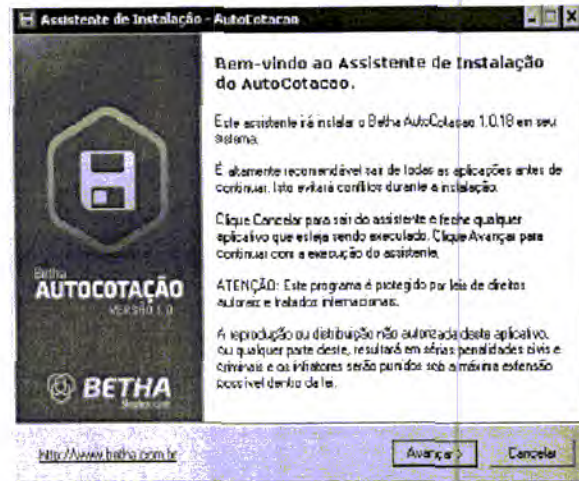 Assistente de Instalação - AutoCotacao
Bem-vindo ao Assistente de Instalação
do AutoCotacao.
Este assistente irá instalar o Betha AutoCotacao 1.0.18 em seu
sistema.
É altamente recomendável sair de todas as aplicações antes de
continuar. Isto evitará conflitos durante a instalação.
Clique Cancelar para sair do assistente e feche qualquer
aplicativo que esteja sendo executado. Clique Avançar para
continuar com a execução do assistente.
ATENÇÃO: Este programa é protegido por leis de direitos
autorais e tratados internacionais.
A reprodução ou distribuição não autorizada deste aplicativo,
ou qualquer parte deste, resultará em sérias penalidades civis e
criminais e os infratores serão punidos sob a máxima extensão
possível dentro da lei.
Betha
AUTOCOTAÇÃO
VERSÃO 1.0
BETHA
http://www.betha.com.br
Avançar >
Cancelar